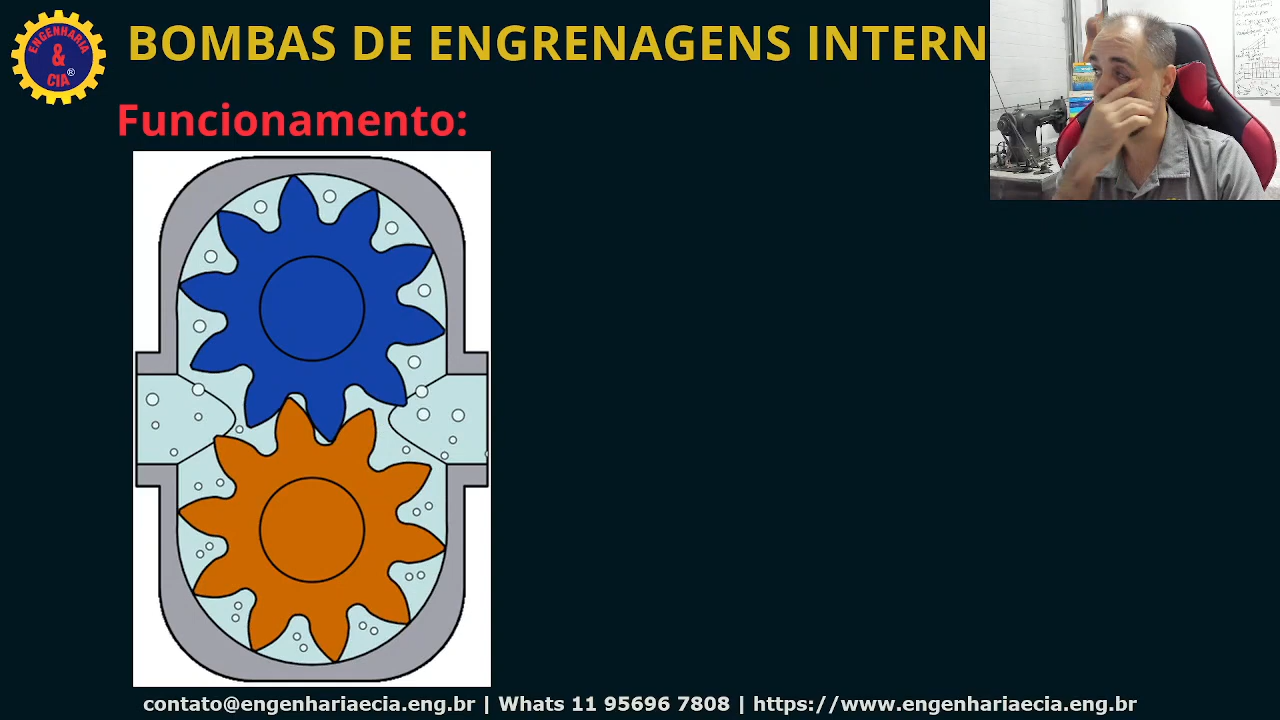 BOMBAS DE ENGRENAGENS INTERN
ENGENHARIA
&
CIA®
Funcionamento:
contato@engenhariaecia.eng.br | Whats 11 95696 7808 | https://www.engenhariaecia.eng.br